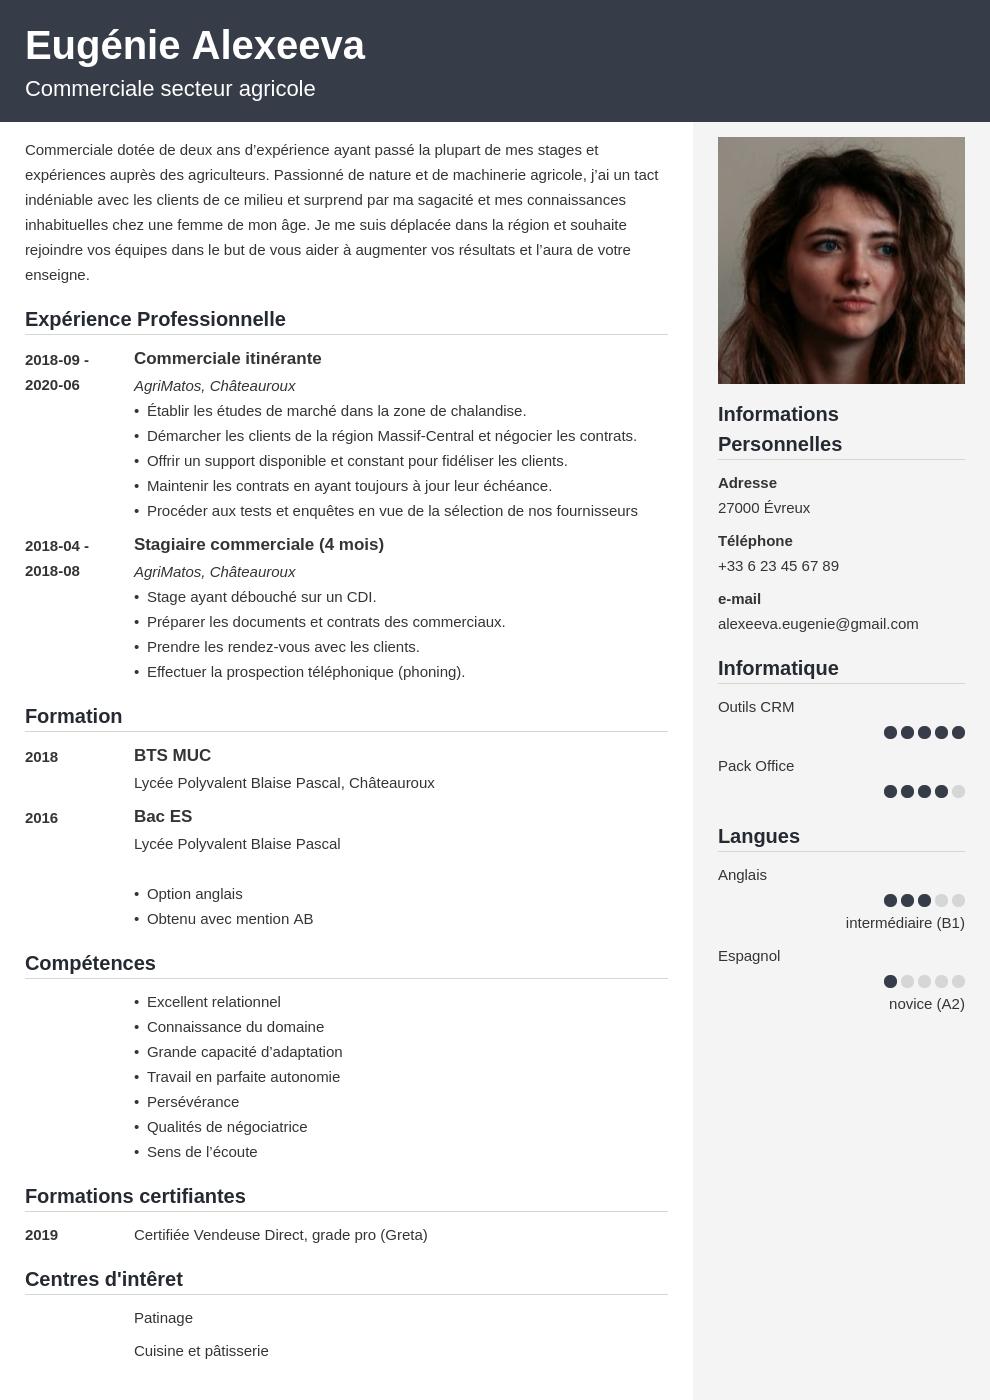 Eugénie Alexeeva
Commerciale secteur agricole
Commerciale dotée de deux ans d’expérience ayant passé la plupart de mes stages et
expériences auprès des agriculteurs. Passionné de nature et de machinerie agricole, j’ai un tact
indéniable avec les clients de ce milieu et surprend par ma sagacité et mes connaissances
inhabituelles chez une femme de mon âge. Je me suis déplacée dans la région et souhaite
rejoindre vos équipes dans le but de vous aider à augmenter vos résultats et l’aura de votre
enseigne.
Expérience Professionnelle
2018-09 -
2020-06
Commerciale itinérante
AgriMatos, Châteauroux
• Établir les études de marché dans la zone de chalandise.
• Démarcher les clients de la région Massif-Central et négocier les contrats.
• Offrir un support disponible et constant pour fidéliser les clients.
• Maintenir les contrats en ayant toujours à jour leur échéance.
• Procéder aux tests et enquêtes en vue de la sélection de nos fournisseurs
2018-04 -
2018-08
Stagiaire commerciale (4 mois)
AgriMatos, Châteauroux
• Stage ayant débouché sur un CDI.
• Préparer les documents et contrats des commerciaux.
• Prendre les rendez-vous avec les clients.
• Effectuer la prospection téléphonique (phoning).
Formation
2018
BTS MUC
Lycée Polyvalent Blaise Pascal, Châteauroux
2016
Bac ES
Lycée Polyvalent Blaise Pascal
• Option anglais
• Obtenu avec mention AB
Compétences
• Excellent relationnel
• Connaissance du domaine
• Grande capacité d’adaptation
• Travail en parfaite autonomie
• Persévérance
• Qualités de négociatrice
• Sens de l’écoute
Formations certifiantes
2019
Certifiée Vendeuse Direct, grade pro (Greta)
Centres d'intêret
Patinage
Cuisine et pâtisserie
Informations
Personnelles
Adresse
27000 Évreux
Téléphone
+33 6 23 45 67 89
e-mail
alexeeva.eugenie@gmail.com
Informatique
Outils CRM
Pack Office
Langues
Anglais
intermédiaire (B1)
Espagnol
novice (A2)